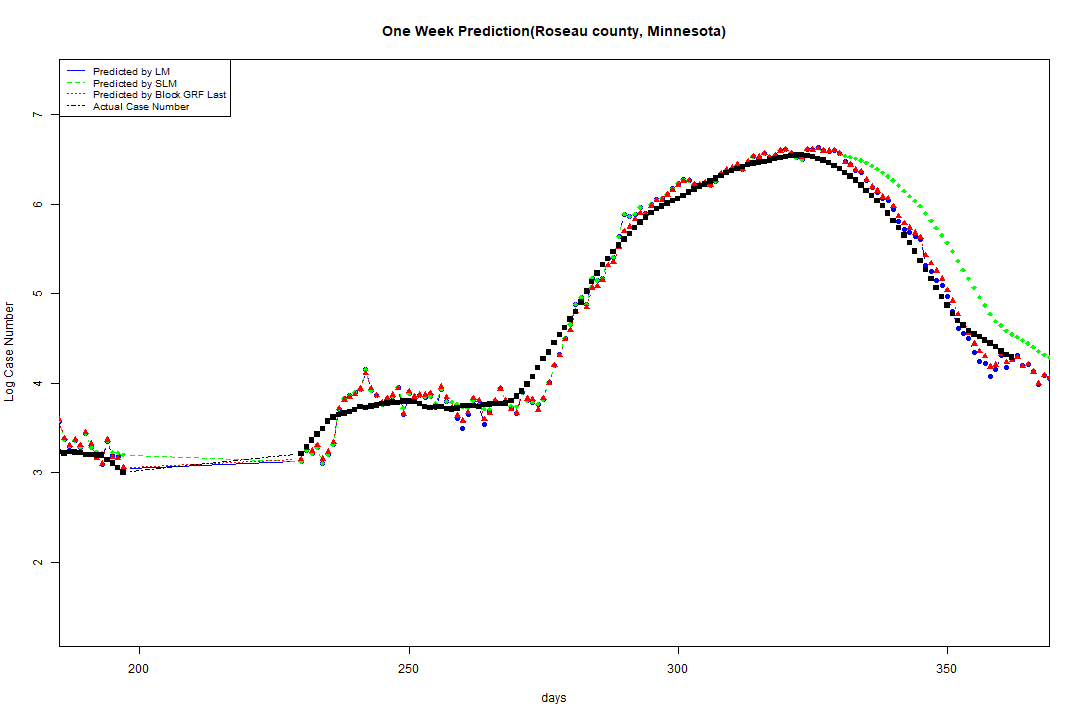 One Week Prediction(Roseau county, Minnesota)
Predicted by LM
Predicted by SLM
Predicted by Block GRF Last
Actual Case Number
7
6
5
4
3
2
Log Case Number
200 250 300 350
days